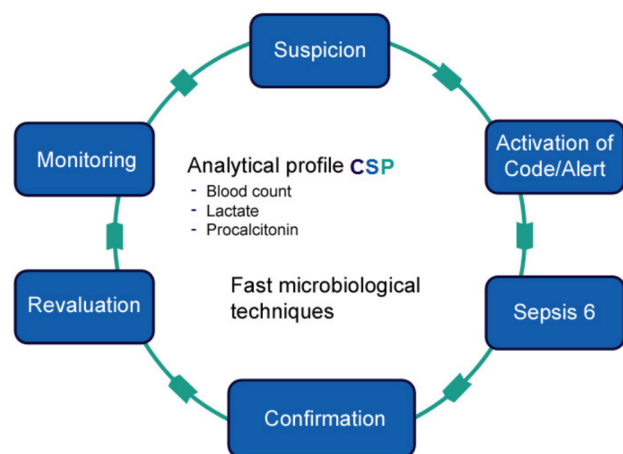 Suspicion
Activation of
Code/Alert
Monitoring
Analytical profile CSP
- Blood count
- Lactate
- Procalcitonin
Revaluation
Fast microbiological
techniques
Sepsis 6
Confirmation